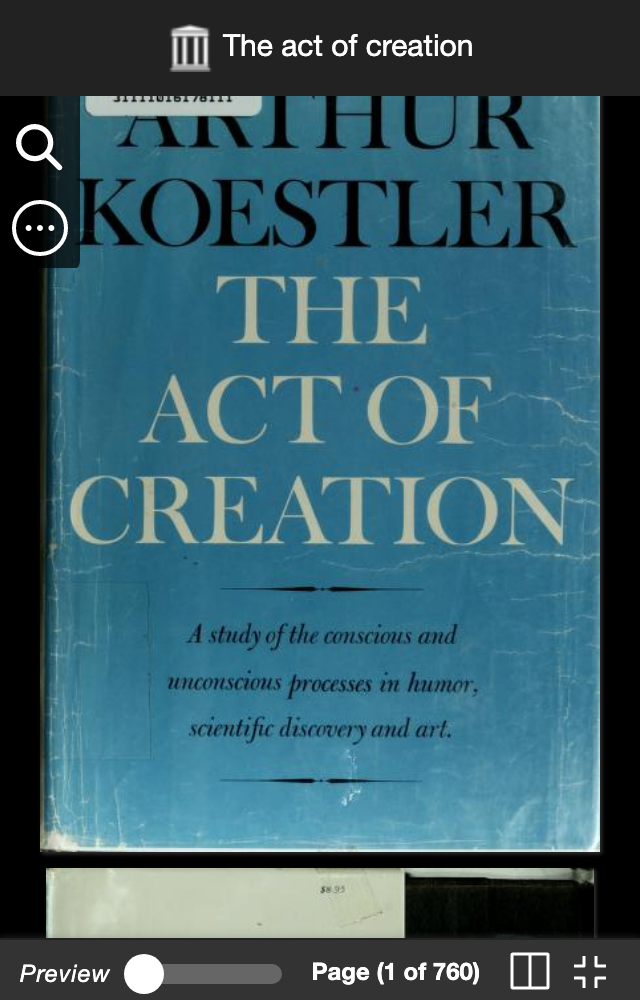 The act of creation
ARTHUR
KOESTLER
THE
ACT OF
CREATION
A study of the conscious and
unconscious processes in humor,
scientific discovery and art.
$8.95
Preview
Page (1 of 760)